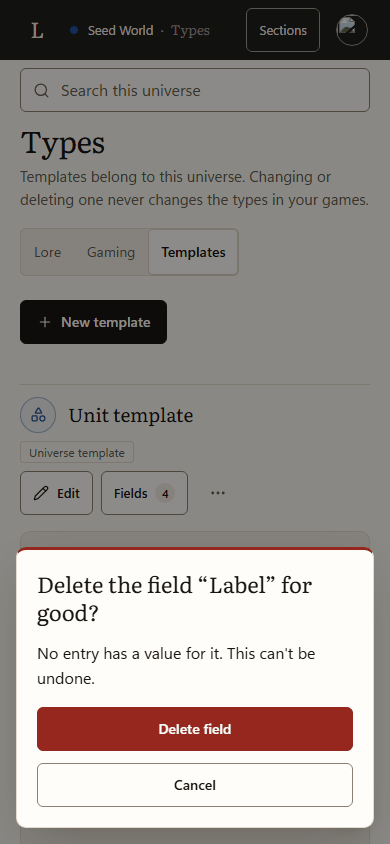 L
Seed World · Types
Sections
Search this universe
Types
Templates belong to this universe. Changing or
deleting one never changes the types in your games.
Lore
Gaming
Templates
+ New template
Unit template
Universe template
Edit
Fields 4
Delete the field “Label” for
good?
No entry has a value for it. This can't be
undone.
Delete field
Cancel